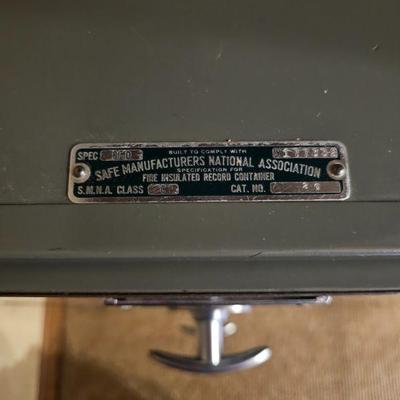 SPEC BUILT TO COMPLY WITH
SAFE MANUFACTURERS NATIONAL ASSOCIATION
SPECIFICATION FOR
FIRE INSULATED RECORD CONTAINER
S.M.N.A. CLASS CAT. NO.